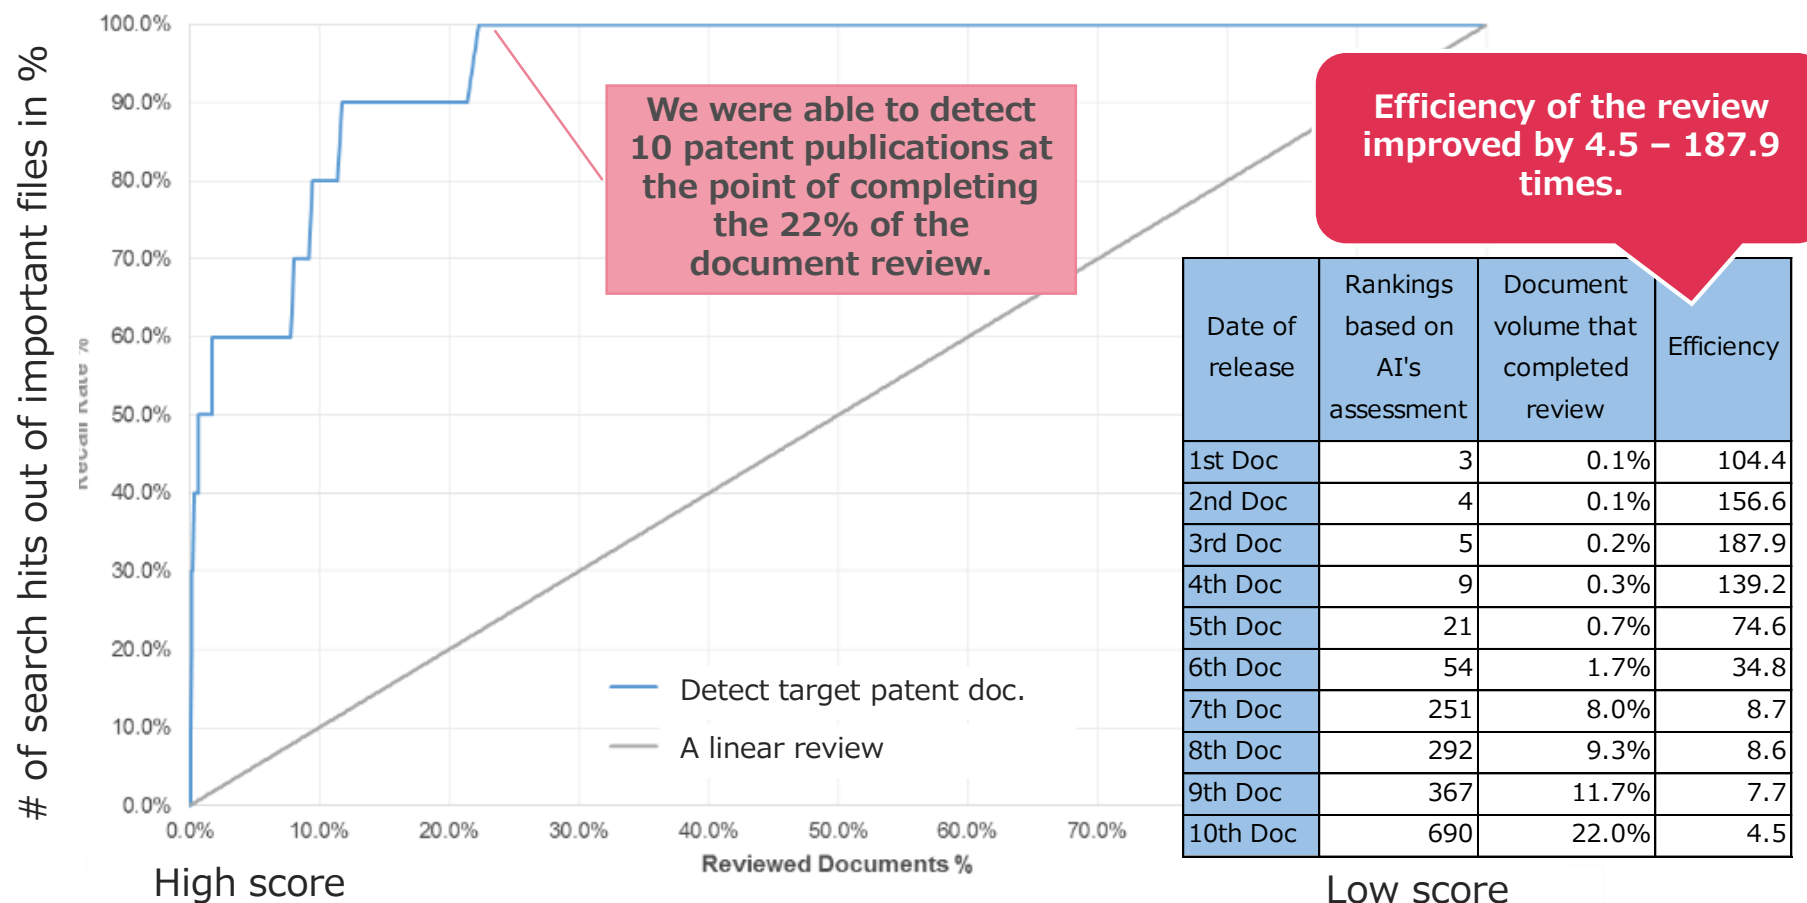 # of search hits out of important files in %
Recall Rate %
100.0%
90.0%
80.0%
70.0%
60.0%
50.0%
40.0%
30.0%
20.0%
10.0%
0.0%
0.0% 10.0% 20.0% 30.0% 40.0% 50.0% 60.0% 70.0%
Reviewed Documents %
High score
Low score
We were able to detect
10 patent publications at
the point of completing
the 22% of the
document review.
Efficiency of the review
improved by 4.5 – 187.9
times.
Detect target patent doc.
A linear review
Date of
release
Rankings
based on
AI's
assessment
Document
volume that
completed
review
Efficiency
1st Doc 3 0.1% 104.4
2nd Doc 4 0.1% 156.6
3rd Doc 5 0.2% 187.9
4th Doc 9 0.3% 139.2
5th Doc 21 0.7% 74.6
6th Doc 54 1.7% 34.8
7th Doc 251 8.0% 8.7
8th Doc 292 9.3% 8.6
9th Doc 367 11.7% 7.7
10th Doc 690 22.0% 4.5